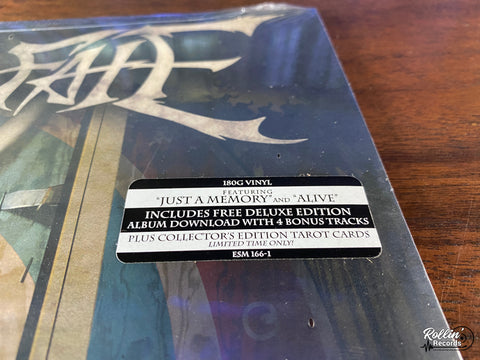 FATE
180G VINYL
FEATURING
"JUST A MEMORY" AND "ALIVE"
INCLUDES FREE DELUXE EDITION
ALBUM DOWNLOAD WITH 4 BONUS TRACKS
PLUS COLLECTOR'S EDITION TAROT CARDS
LIMITED TIME ONLY!
ESM 166-1
Rollin'
Records